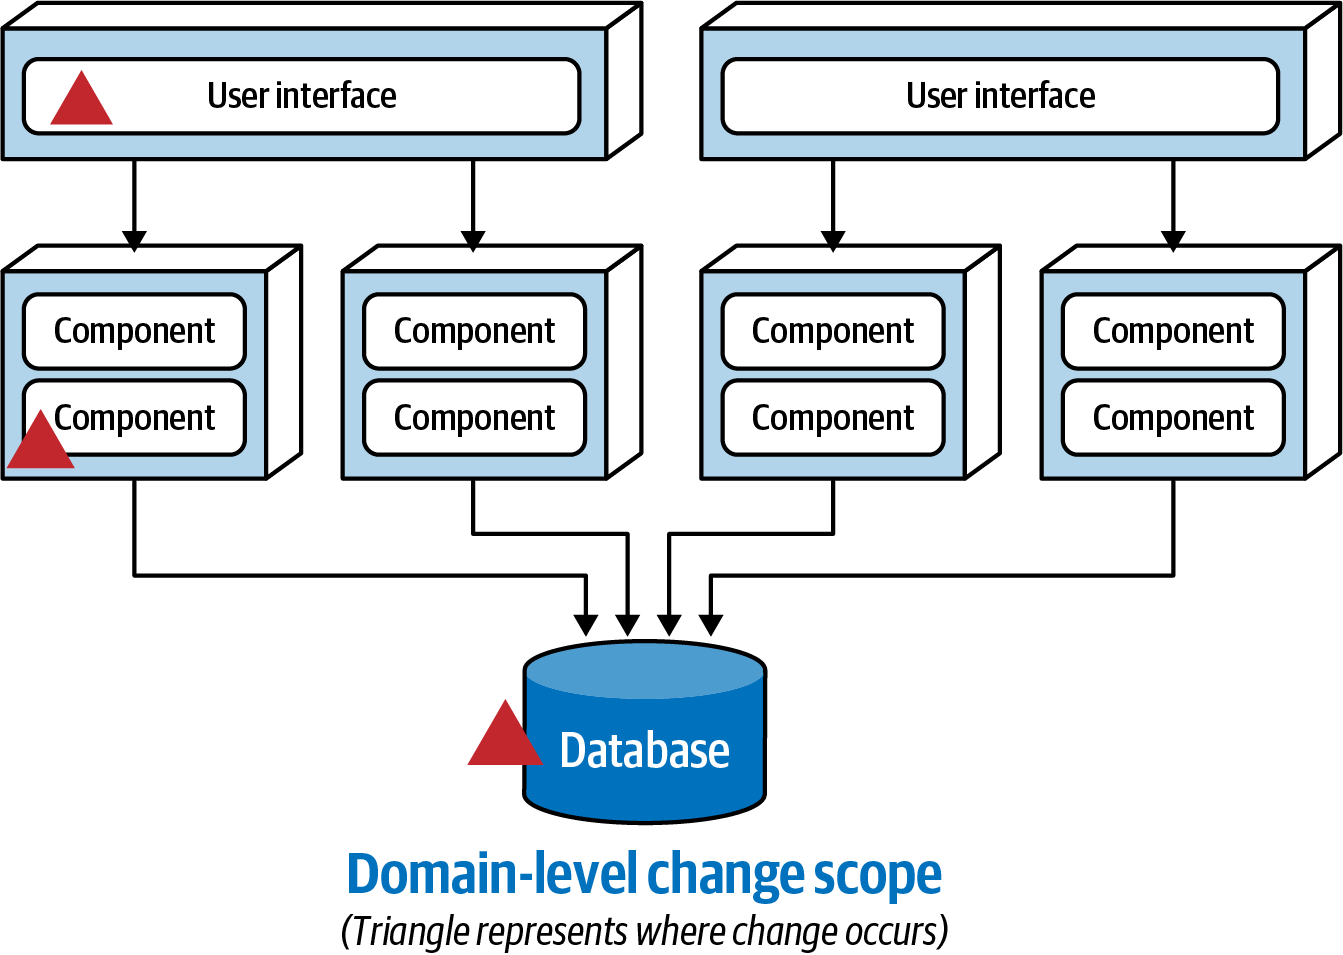 User interface
User interface
Component
Component
Component
Component
Component
Component
Component
Component
Database
Domain-level change scope
(Triangle represents where change occurs)